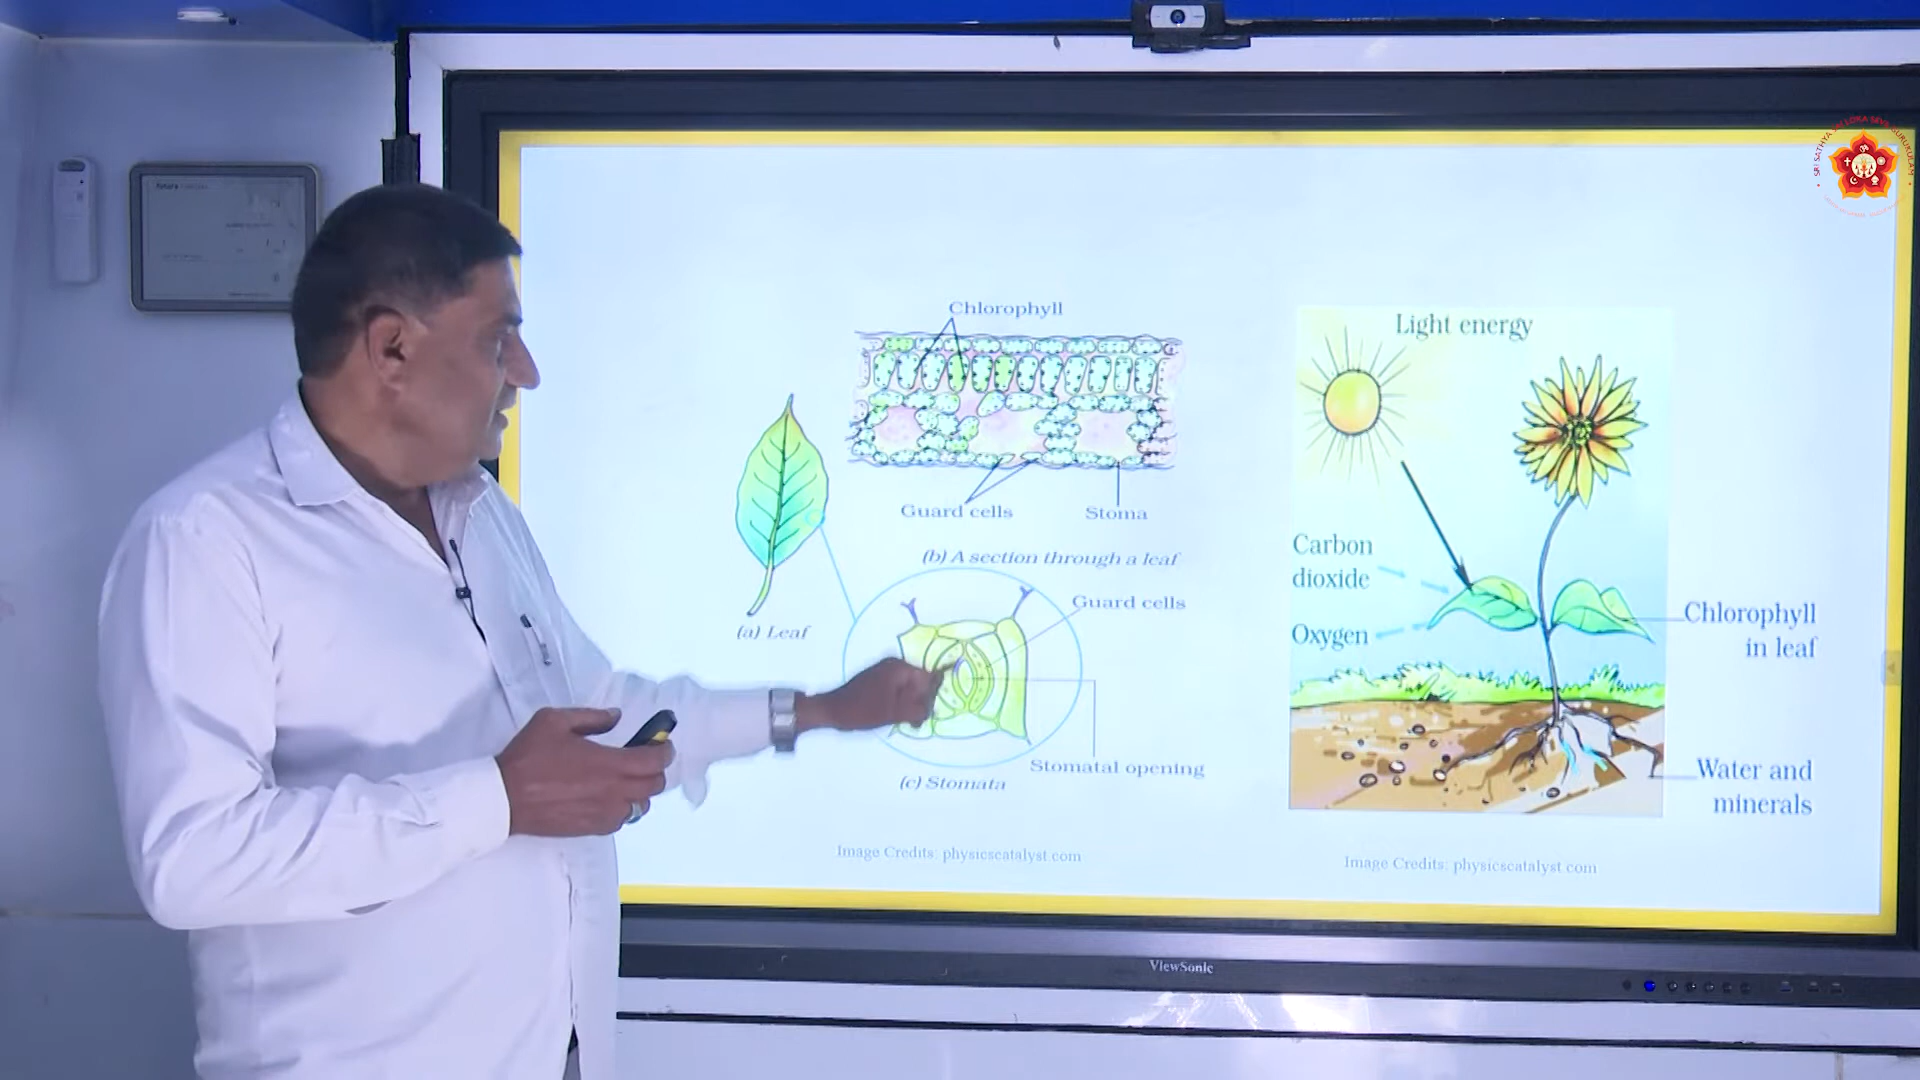 Chlorophyll
Guard cells
Stoma
(b) A section through a leaf
(a) Leaf
Guard cells
Stomatal opening
(c) Stomata
Image Credits: physicscatalyst.com
Light energy
Carbon
dioxide
Oxygen
Chlorophyll
in leaf
Water and
minerals
Image Credits: physicscatalyst.com
ViewSonic